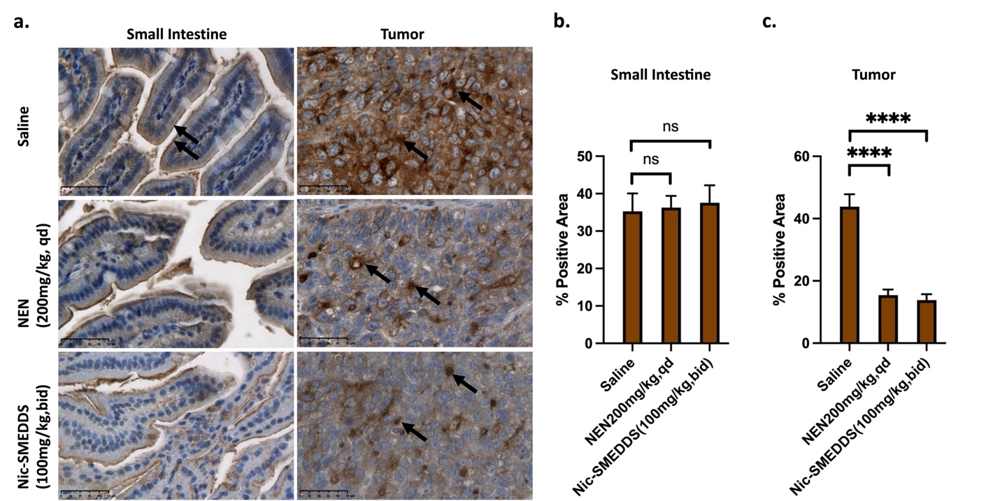 a.
Small Intestine
Tumor
Saline
NEN
(200mg/kg, qd)
Nic-SMEDDS
(100mg/kg,bid)
b.
Small Intestine
ns
ns
% Positive Area
50
40
30
20
10
0
Saline
NEN200mg/kg,qd
Nic-SMEDDS(100mg/kg,bid)
c.
Tumor
****
****
% Positive Area
60
40
20
0
Saline
NEN200mg/kg,qd
Nic-SMEDDS(100mg/kg,bid)